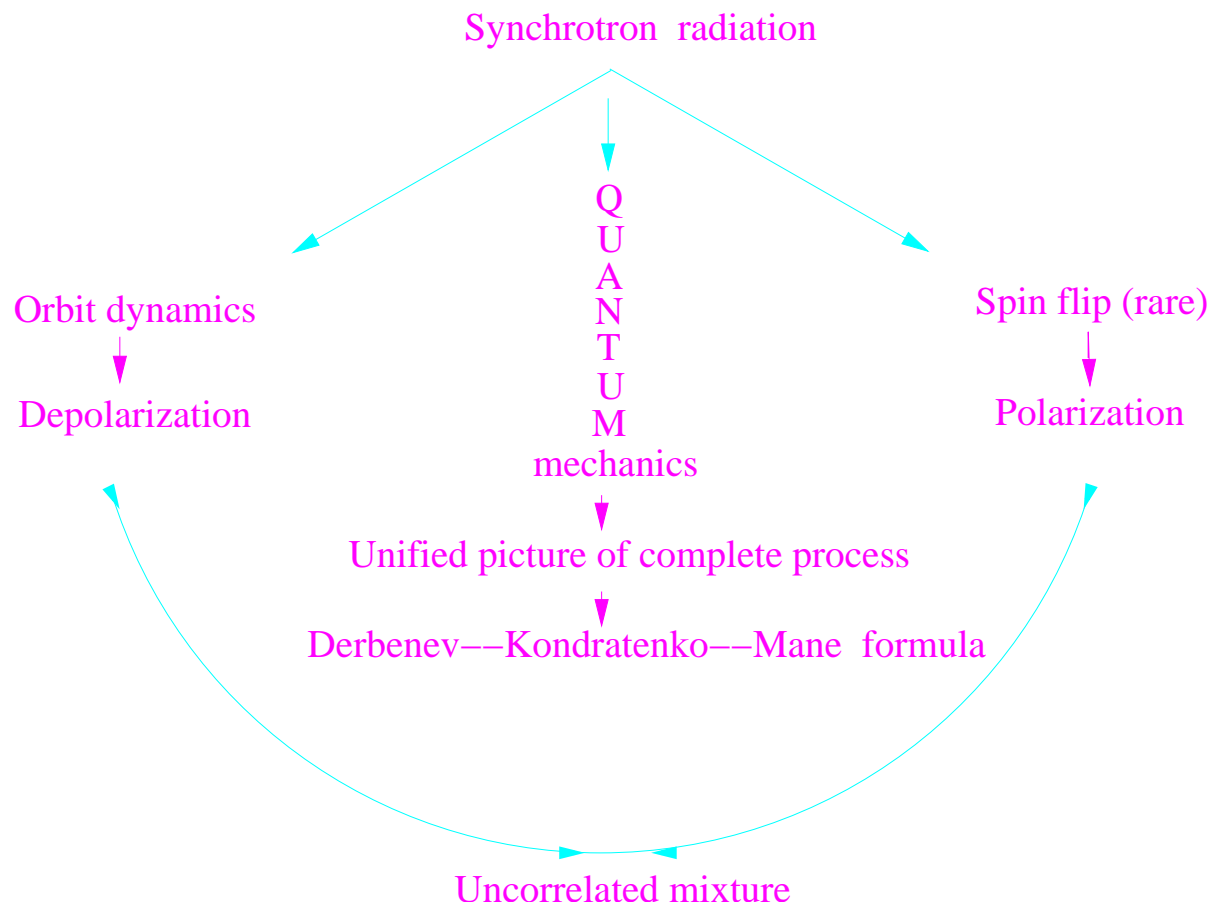 Synchrotron radiation
Orbit dynamics
Depolarization
Q
U
A
N
T
U
M
mechanics
Unified picture of complete process
Derbenev−−Kondratenko−−Mane formula
Spin flip (rare)
Polarization
Uncorrelated mixture